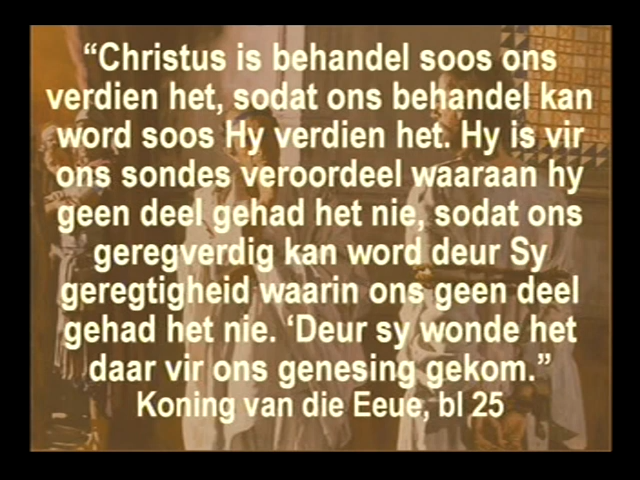 “Christus is behandel soos ons
verdien het, sodat ons behandel kan
word soos Hy verdien het. Hy is vir
ons sondes veroordeel waaraan hy
geen deel gehad het nie, sodat ons
geregverdig kan word deur Sy
geregtigheid waarin ons geen deel
gehad het nie. ‘Deur sy wonde het
daar vir ons genesing gekom.”
Koning van die Eeue, bl 25